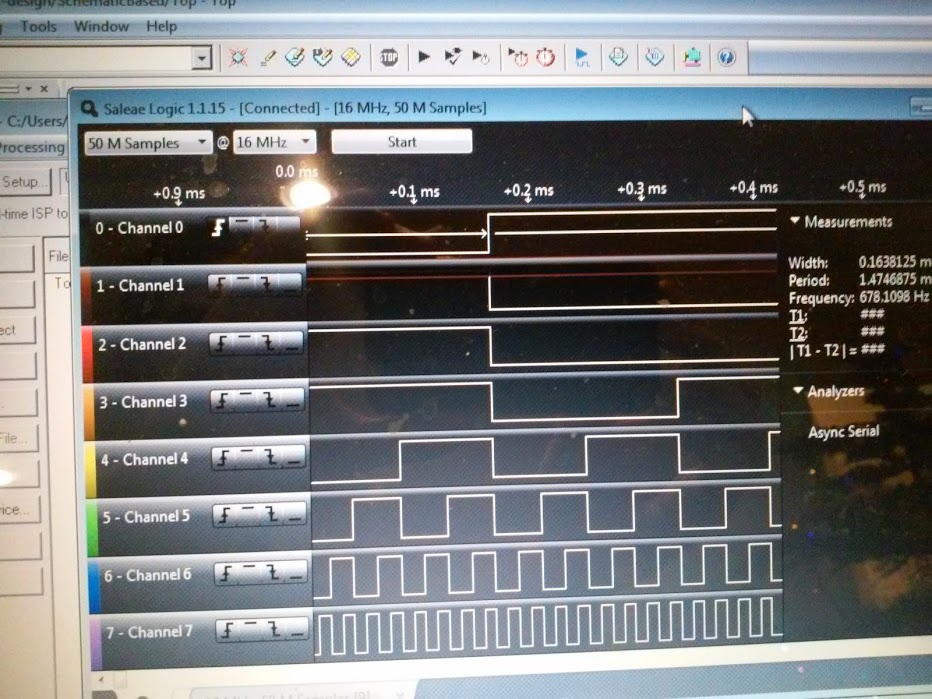 -design/SchematicBased/Top - Top
Tools Window Help
STOP
Saleae Logic 1.1.15 - [Connected] - [16 MHz, 50 M Samples]
- C:/Users/
Processing
50 M Samples @ 16 MHz Start
Setup...
0.0 ms
+0.9 ms +0.1 ms +0.2 ms +0.3 ms +0.4 ms +0.5 ms
-time ISP to
0 - Channel 0
Measurements
File
Width: 0.1638125 m
1 - Channel 1
Period: 1.4746875 m
Frequency: 678.1098 Hz
T1: ###
T2: ###
2 - Channel 2
| T1 - T2 | = ###
3 - Channel 3
Analyzers
Async Serial
File...
4 - Channel 4
vice...
5 - Channel 5
6 - Channel 6
7 - Channel 7